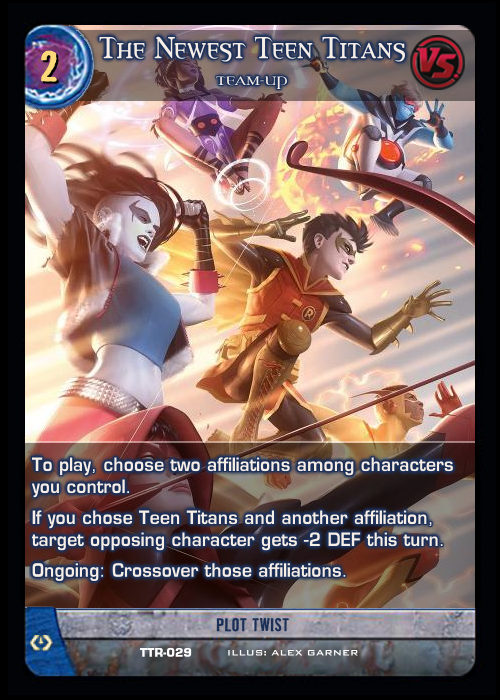 2
The Newest Teen Titans
TEAM-UP
VS.
R
To play, choose two affiliations among characters
you control.
If you chose Teen Titans and another affiliation,
target opposing character gets -2 DEF this turn.
Ongoing: Crossover those affiliations.
PLOT TWIST
TTR-029 ILLUS: ALEX GARNER